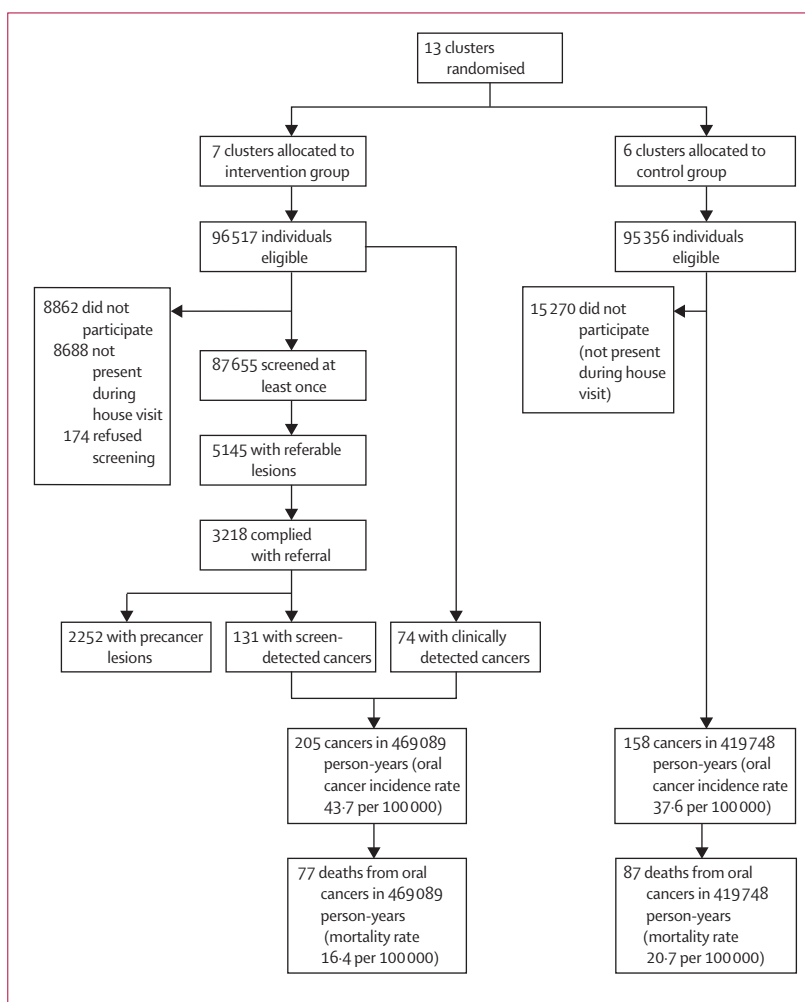 13 clusters
randomised
7 clusters allocated to
intervention group
6 clusters allocated to
control group
96 517 individuals
eligible
95 356 individuals
eligible
8862 did not
participate
8688 not
present
during
house visit
174 refused
screening
15 270 did not
participate
(not present
during house
visit)
87 655 screened at
least once
5145 with referable
lesions
3218 complied
with referral
2252 with precancer
lesions
131 with screen-
detected cancers
74 with clinically
detected cancers
205 cancers in 469 089
person-years (oral
cancer incidence rate
43·7 per 100 000)
158 cancers in 419 748
person-years (oral
cancer incidence rate
37·6 per 100 000)
77 deaths from oral
cancers in 469 089
person-years
(mortality rate
16·4 per 100 000)
87 deaths from oral
cancers in 419 748
person-years
(mortality rate
20·7 per 100 000)